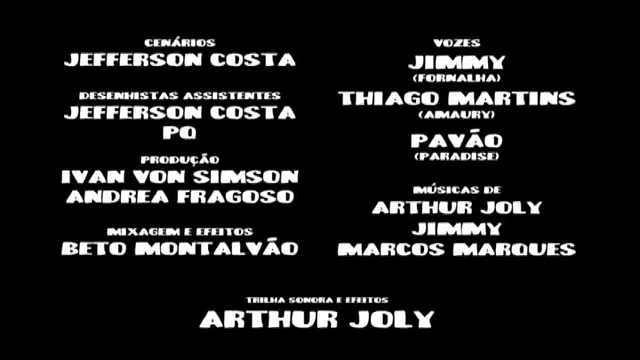 CENÁRIOS
JEFFERSON COSTA
DESENHISTAS ASSISTENTES
JEFFERSON COSTA
PQ
PRODUÇÃO
IVAN VON SIMSON
ANDREA FRAGOSO
MIXAGEM E EFEITOS
BETO MONTALVÃO
VOZES
JIMMY
(FORNALHA)
THIAGO MARTINS
(AMAURY)
PAVÃO
(PARADISE)
MÚSICAS DE
ARTHUR JOLY
JIMMY
MARCOS MARQUES
TRILHA SONORA E EFEITOS
ARTHUR JOLY